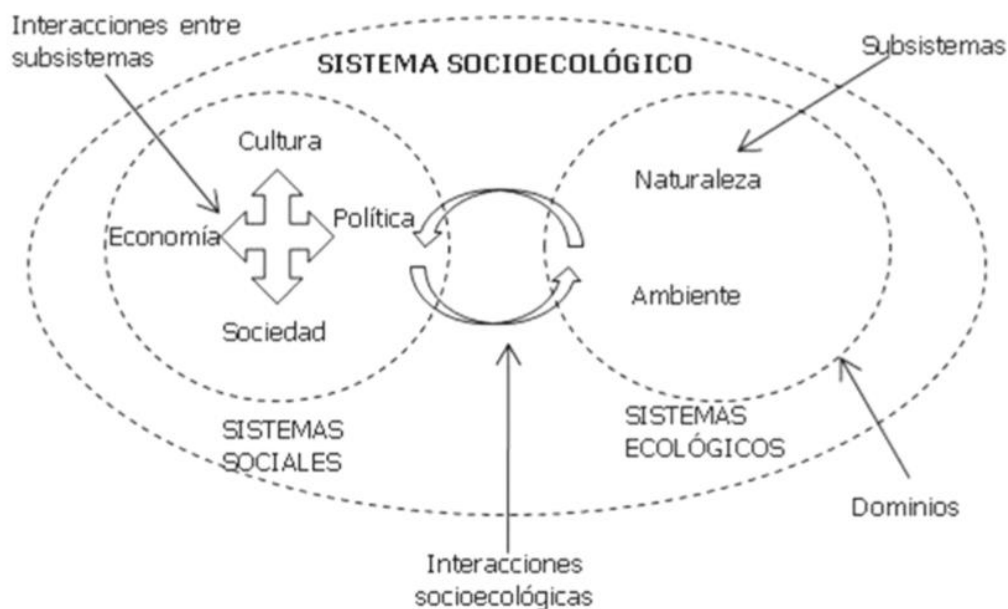 Interacciones entre
subsistemas
SISTEMA SOCIOECOLÓGICO
Subsistemas
Cultura
Naturaleza
Economía
Política
Ambiente
Sociedad
SISTEMAS
SOCIALES
SISTEMAS
ECOLÓGICOS
Dominios
Interacciones
socioecológicas